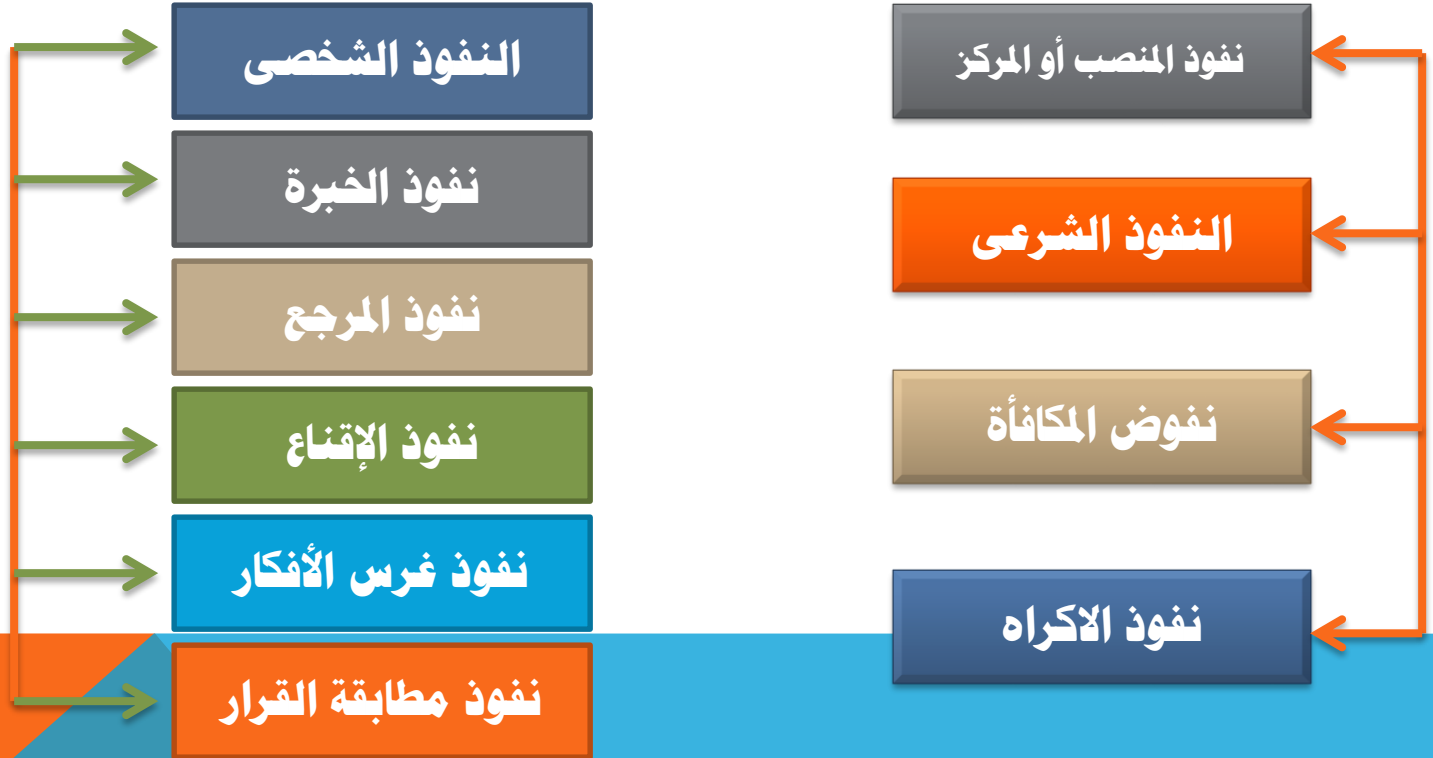 نفوذ المنصب أو المركز
النفوذ الشرعى
نفوض المكافأة
نفوذ الاكراه
النفوذ الشخصى
نفوذ الخبرة
نفوذ المرجع
نفوذ الإقناع
نفوذ غرس الأفكار
نفوذ مطابقة القرار